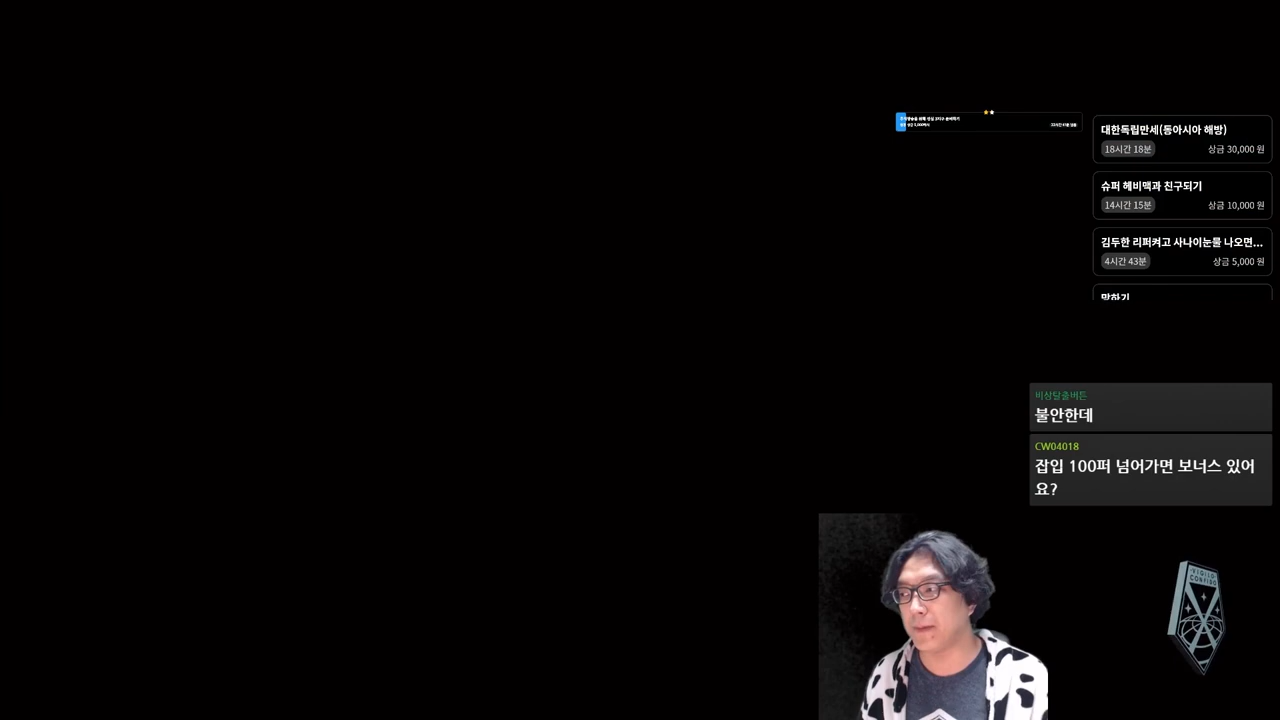 대한독립만세(동아시아 해방)
18시간 18분 상금 30,000 원
슈퍼 헤비맥과 친구되기
14시간 15분 상금 10,000 원
김두한 리퍼켜고 사나이눈물 나오면...
4시간 43분 상금 5,000 원
말하기
비상탈출버튼
불안한데
CW04018
잡입 100퍼 넘어가면 보너스 있어
요?
VIGILO
CONFIDO